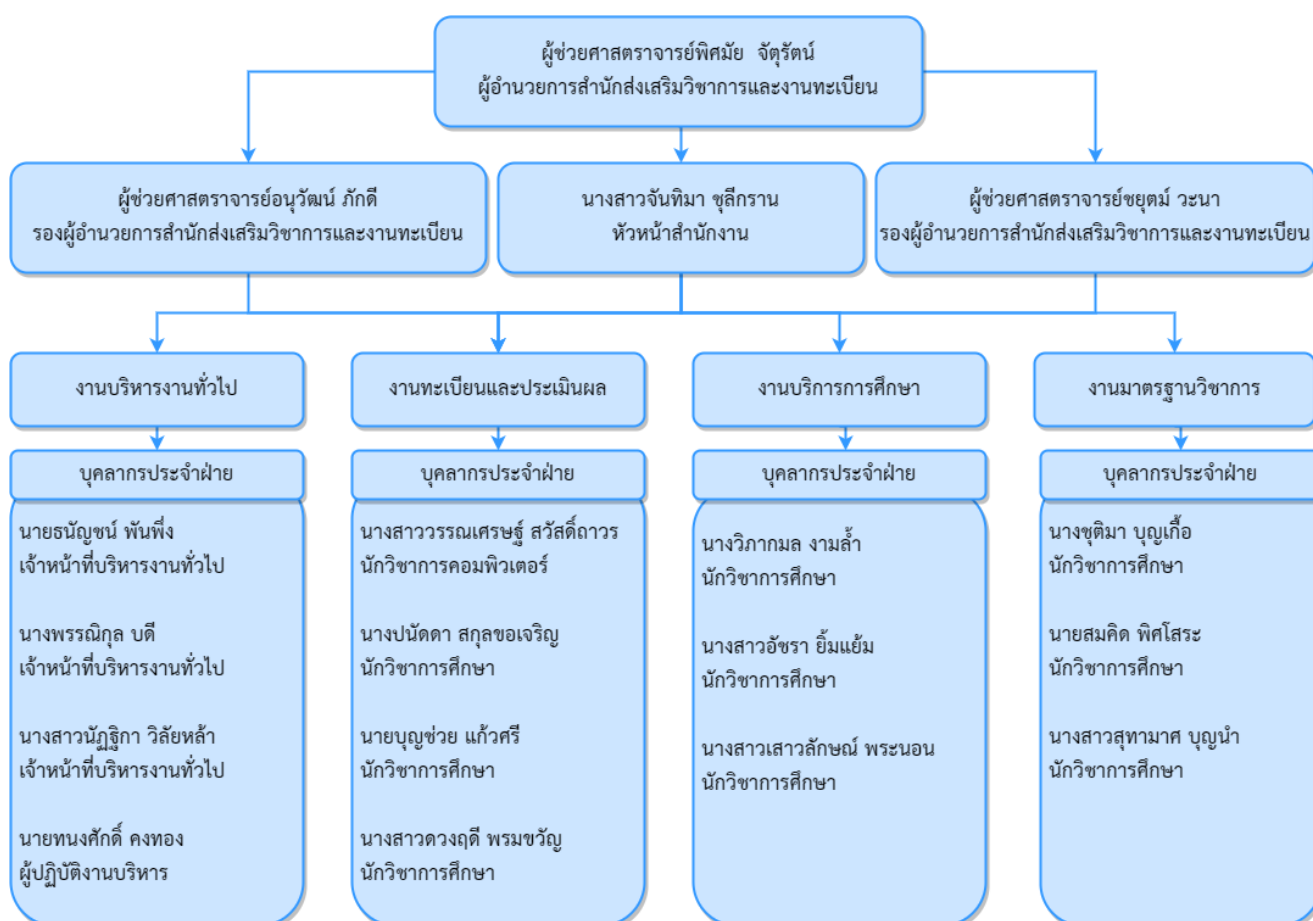 ผู้ช่วยศาสตราจารย์พิศมัย จัตุรัตน์
ผู้อำนวยการสำนักส่งเสริมวิชาการและงานทะเบียน
ผู้ช่วยศาสตราจารย์อนุวัฒน์ ภักดี
รองผู้อำนวยการสำนักส่งเสริมวิชาการและงานทะเบียน
นางสาวจันทิมา ชุลีกราน
หัวหน้าสำนักงาน
ผู้ช่วยศาสตราจารย์ชยุตม์ วะนา
รองผู้อำนวยการสำนักส่งเสริมวิชาการและงานทะเบียน
งานบริหารงานทั่วไป
บุคลากรประจำฝ่าย
นายธนัญชน์ พันพึ่ง
เจ้าหน้าที่บริหารงานทั่วไป
นางพรรณิกุล บดี
เจ้าหน้าที่บริหารงานทั่วไป
นางสาวนัฏฐิกา วิลัยหล้า
เจ้าหน้าที่บริหารงานทั่วไป
นายทนงศักดิ์ คงทอง
ผู้ปฏิบัติงานบริหาร
งานทะเบียนและประเมินผล
บุคลากรประจำฝ่าย
นางสาววรรณเศรษฐ์ สวัสดิ์ถาวร
นักวิชาการคอมพิวเตอร์
นางปนัดดา สกุลขอเจริญ
นักวิชาการศึกษา
นายบุญช่วย แก้วศรี
นักวิชาการศึกษา
นางสาวดวงฤดี พรมขวัญ
นักวิชาการศึกษา
งานบริการการศึกษา
บุคลากรประจำฝ่าย
นางวิภากมล งามล้ำ
นักวิชาการศึกษา
นางสาวอัชรา ยิ้มแย้ม
นักวิชาการศึกษา
นางสาวเสาวลักษณ์ พระนอน
นักวิชาการศึกษา
งานมาตรฐานวิชาการ
บุคลากรประจำฝ่าย
นางชุติมา บุญเกื้อ
นักวิชาการศึกษา
นายสมคิด พิศโสระ
นักวิชาการศึกษา
นางสาวสุทามาศ บุญนำ
นักวิชาการศึกษา